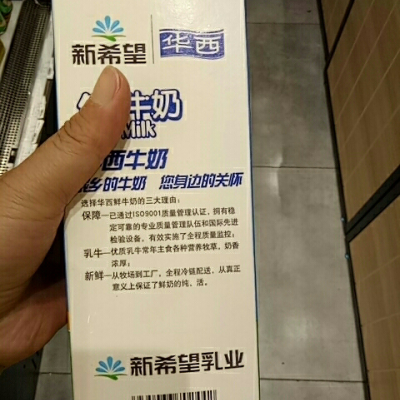 新希望 华西
牛奶
Milk
西牛奶
乡的牛奶 您身边的关怀
选择华西鲜牛奶的三大理由:
保障—已通过ISO9001质量管理认证,拥有稳
定可靠的专业质量管理队伍和国际先进
检验设备,有效实施了全程质量监控;
乳牛—优质乳牛常年主食各种营养牧草,奶香
浓厚;
新鲜—从牧场到工厂,全程冷链配送,从真正
意义上保证了鲜奶的纯、活。
新希望乳业